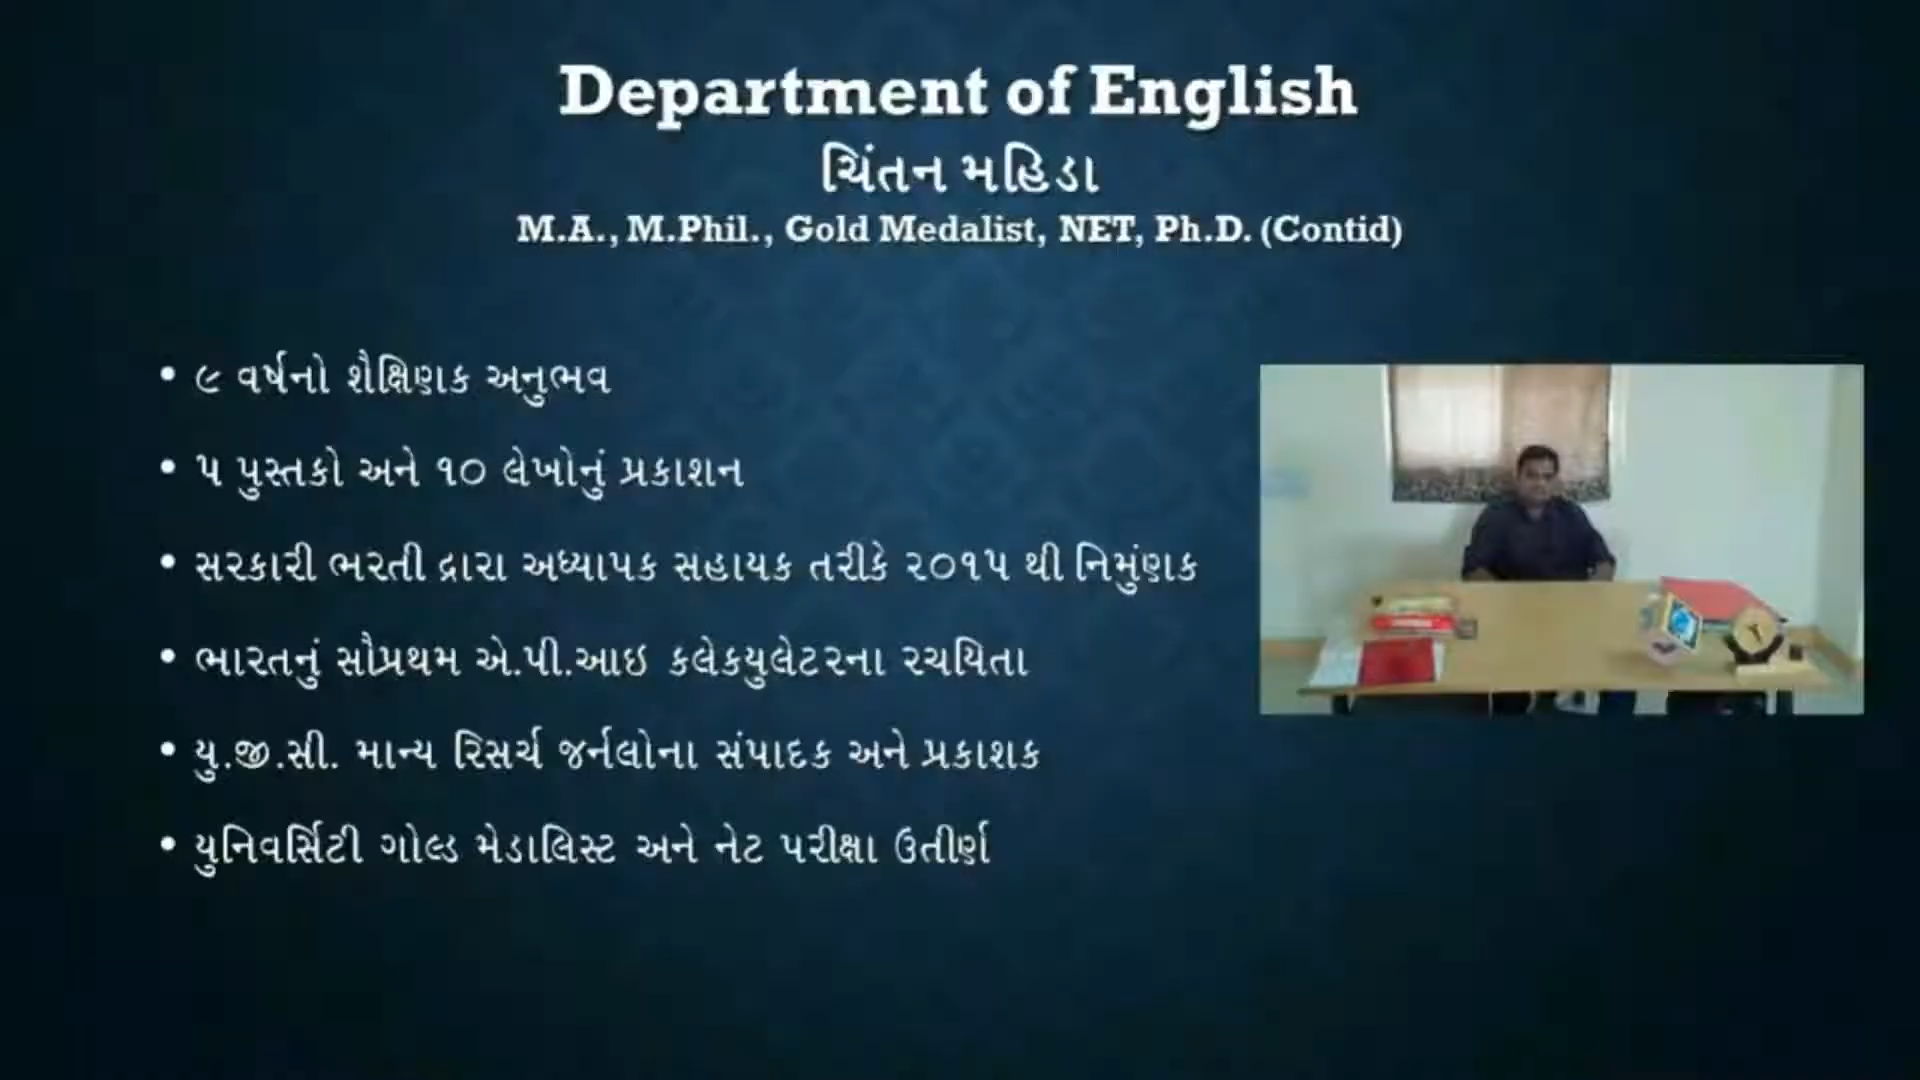 Department of English
ચિંતન મહિડા
M.A., M.Phil., Gold Medalist, NET, Ph.D. (Contid)
• ૯ વર્ષનો શૈક્ષિણક અનુભવ
• ૫ પુસ્તકો અને ૧૦ લેખોનું પ્રકાશન
• સરકારી ભરતી દ્રારા અધ્યાપક સહાયક તરીકે ૨૦૧૫ થી નિમુંણક
• ભારતનું સૌપ્રથમ એ.પી.આઇ કલેકયુલેટરના રચયિતા
• યુ.જી.સી. માન્ય રિસર્ચ જર્નલોના સંપાદક અને પ્રકાશક
• યુનિવર્સિટી ગોલ્ડ મેડાલિસ્ટ અને નેટ પરીક્ષા ઉતીર્ણ